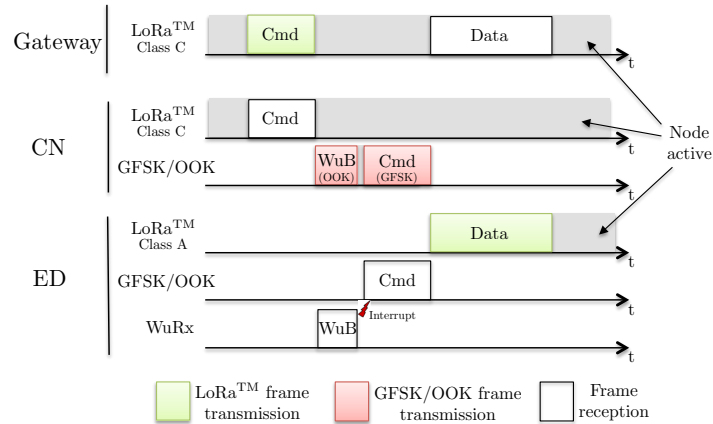 Gateway
LoRa™
Class C
Cmd
Data
t
CN
LoRa™
Class C
Cmd
t
Node
active
GFSK/OOK
WuB
(OOK)
Cmd
(GFSK)
t
ED
LoRa™
Class A
Data
t
GFSK/OOK
Cmd
t
Interrupt
WuRx
WuB
t
LoRa™ frame
transmission
GFSK/OOK frame
transmission
Frame
reception